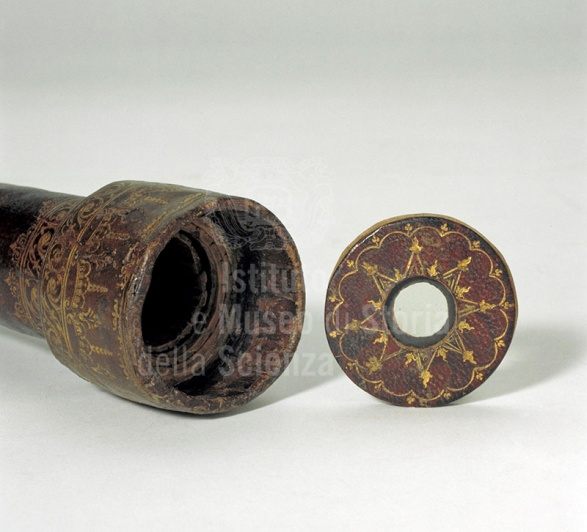 Istituto
e Museo di Storia
della Scienza